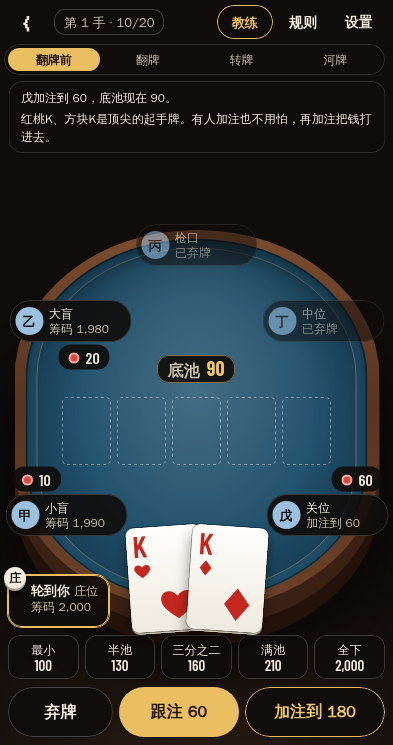 第 1 手 · 10/20
教练
规则
设置
翻牌前
翻牌
转牌
河牌
戊加注到 60，底池现在 90。
红桃K、方块K是顶尖的起手牌。有人加注也不用怕，再加注把钱打
进去。
丙
枪口
已弃牌
乙
大盲
筹码 1,980
丁
中位
已弃牌
20
底池 90
10
60
甲
小盲
筹码 1,990
戊
关位
加注到 60
K
K
庄
轮到你 庄位
筹码 2,000
最小
100
半池
130
三分之二
160
满池
210
全下
2,000
弃牌
跟注 60
加注到 180